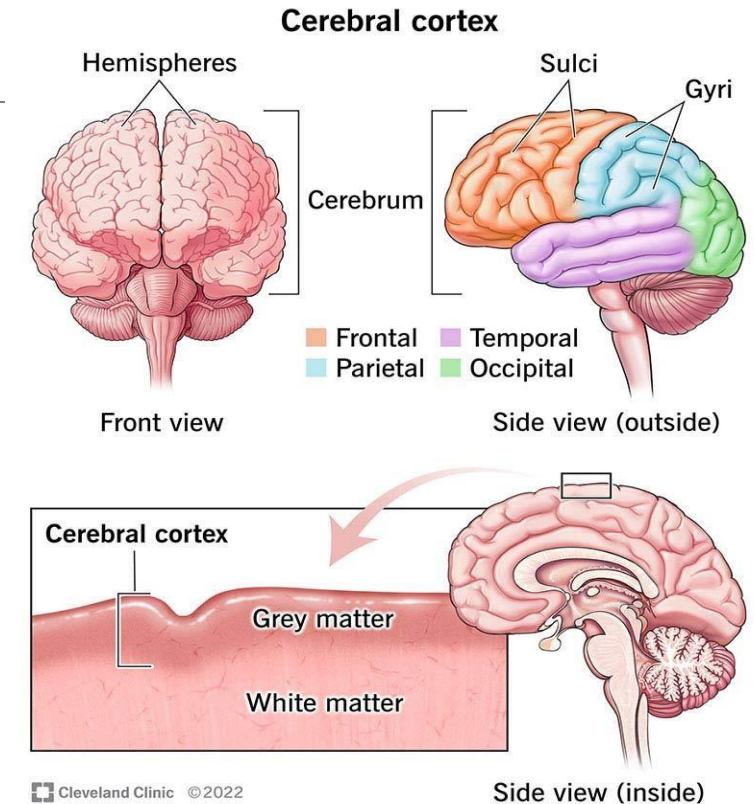 Cerebral cortex
Hemispheres
Sulci
Gyri
Cerebrum
Frontal
Temporal
Parietal
Occipital
Front view
Side view (outside)
Cerebral cortex
Grey matter
White matter
Cleveland Clinic ©2022
Side view (inside)